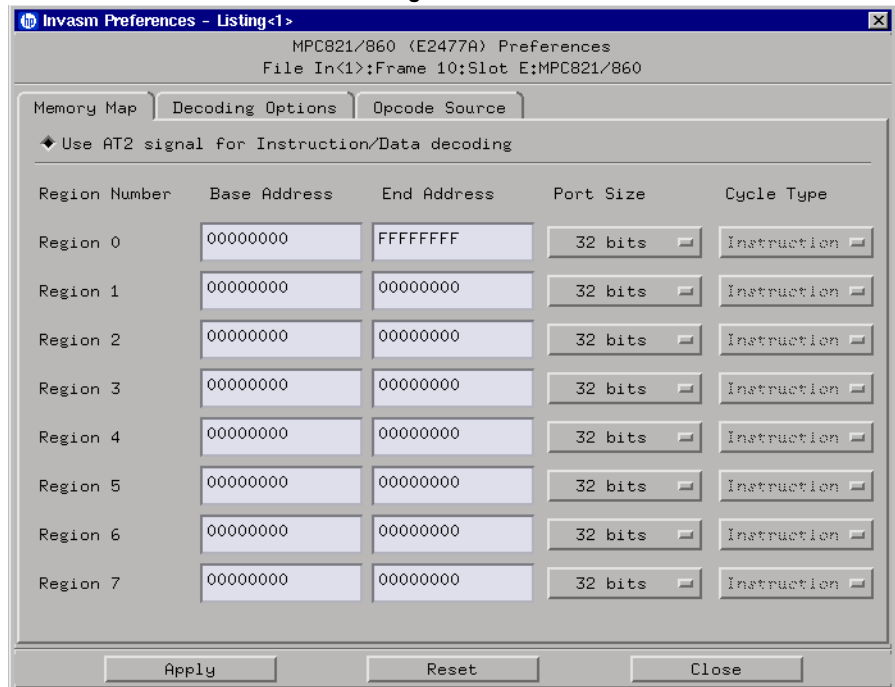 hp Invasm Preferences - Listing<1>
MPC821/860 (E2477A) Preferences
File In<1>:Frame 10:Slot E:MPC821/860
Memory Map Decoding Options Opcode Source
Use AT2 signal for Instruction/Data decoding
Region Number Base Address End Address Port Size Cycle Type
Region 0 00000000 FFFFFFFF 32 bits Instruction
Region 1 00000000 00000000 32 bits Instruction
Region 2 00000000 00000000 32 bits Instruction
Region 3 00000000 00000000 32 bits Instruction
Region 4 00000000 00000000 32 bits Instruction
Region 5 00000000 00000000 32 bits Instruction
Region 6 00000000 00000000 32 bits Instruction
Region 7 00000000 00000000 32 bits Instruction
Apply Reset Close